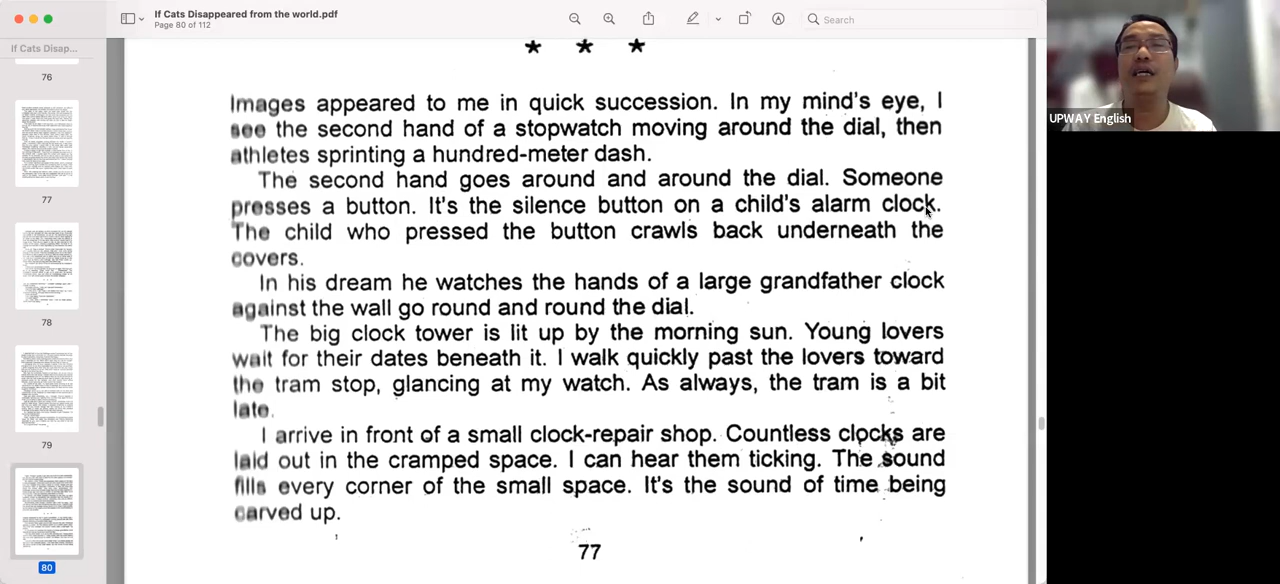 If Cats Disappeared from the world.pdf
Page 80 of 112
Search
If Cats Disap...
76
77
78
79
80
★ ★ ★
Images appeared to me in quick succession. In my mind's eye, I
see the second hand of a stopwatch moving around the dial, then
athletes sprinting a hundred-meter dash.
The second hand goes around and around the dial. Someone
presses a button. It's the silence button on a child's alarm clock.
The child who pressed the button crawls back underneath the
covers.
In his dream he watches the hands of a large grandfather clock
against the wall go round and round the dial.
The big clock tower is lit up by the morning sun. Young lovers
wait for their dates beneath it. I walk quickly past the lovers toward
the tram stop, glancing at my watch. As always, the tram is a bit
late.
I arrive in front of a small clock-repair shop. Countless clocks are
laid out in the cramped space. I can hear them ticking. The sound
fills every corner of the small space. It's the sound of time being
carved up.
77
UPWAY English